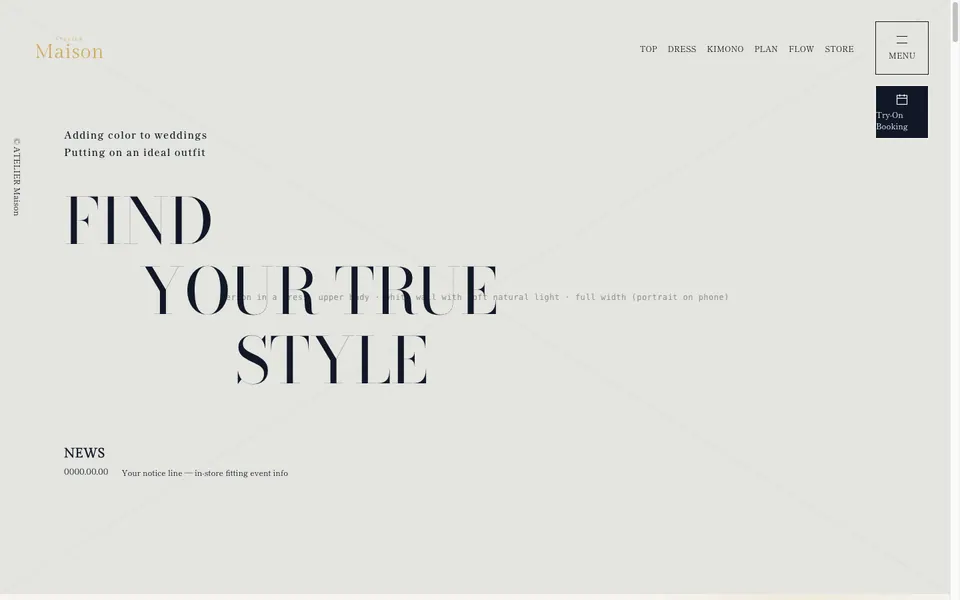 Maison
TOP DRESS KIMONO PLAN FLOW STORE
MENU
Try-On
Booking
© ATELIER Maison
Adding color to weddings
Putting on an ideal outfit
FIND
YOUR TRUE
STYLE
in a upper body · white wall with soft natural light · full width (portrait on phone)
NEWS
0000.00.00 Your notice line — in-store fitting event info